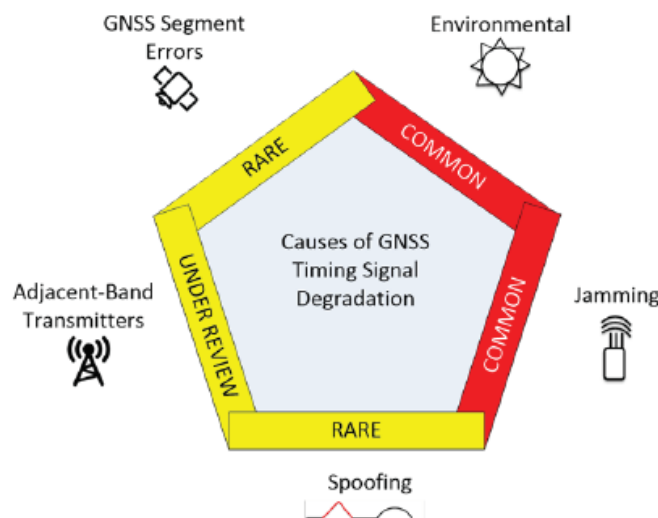 GNSS Segment
Errors
Environmental
RARE
COMMON
Causes of GNSS
Timing Signal
Degradation
Adjacent-Band
Transmitters
UNDER REVIEW
COMMON
Jamming
RARE
Spoofing